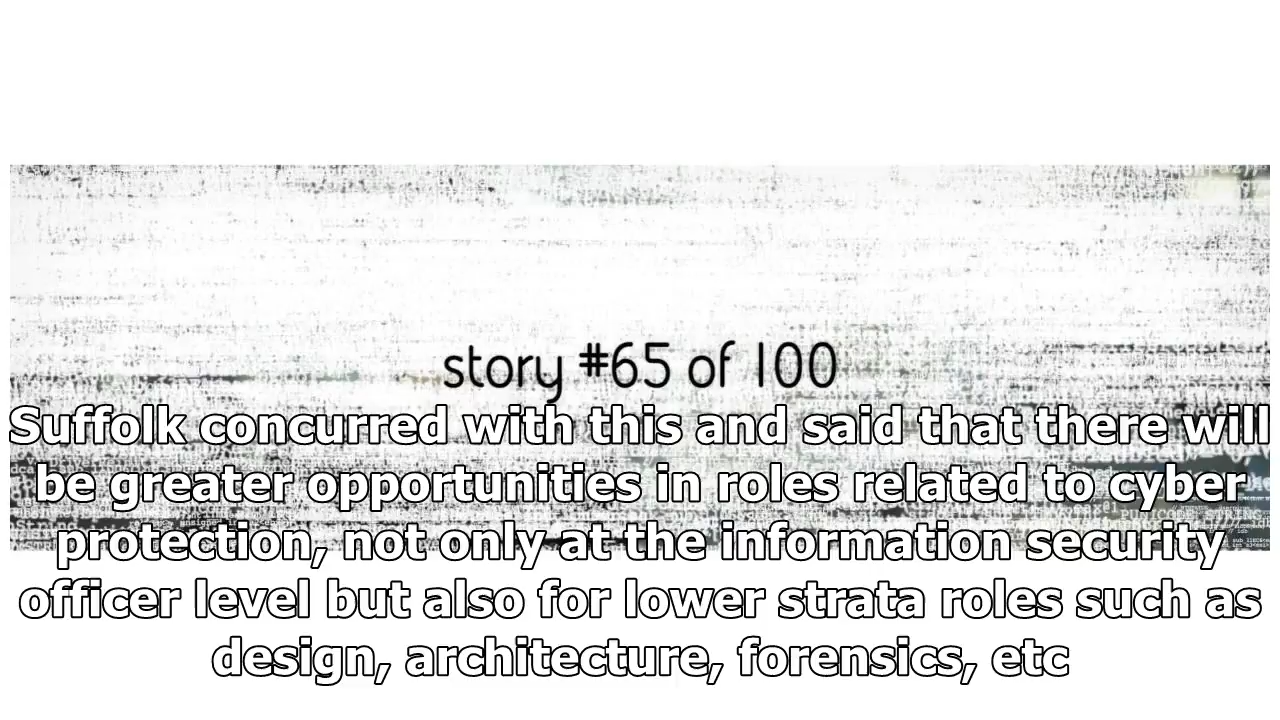 story #65 of 100
Suffolk concurred with this and said that there will
be greater opportunities in roles related to cyber
protection, not only at the information security
officer level but also for lower strata roles such as
design, architecture, forensics, etc